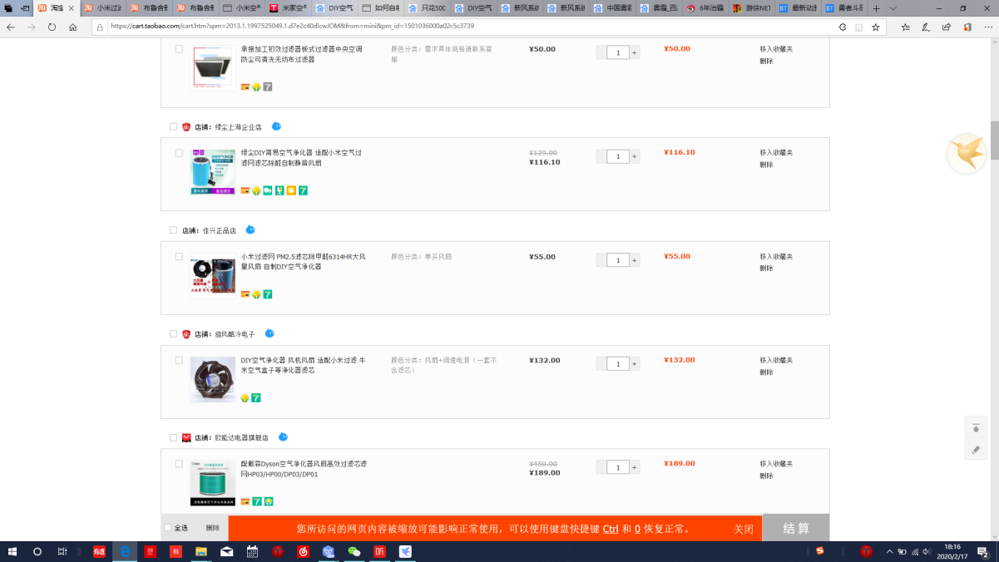 淘宝
小米过滤
布鲁舍勒
布鲁舍勒
小米空气
米家空气
DIY空气
如何自制
只花500
DIY空气
新风系统
新风系统
中国雾霾
雾霾_百度
6年治霾
游侠NET
最新动漫
勇者斗恶
https://cart.taobao.com/cart.htm?spm=2013.1.1997525049.1.d7e2c40dlcwJOM&from=mini&pm_id=1501036000a02c5c3739
承接加工初效过滤器板式过滤器中央空调
防尘可清洗无纺布过滤器
颜色分类：需求具体规格请联系客
服
¥50.00
1 +
¥50.00
移入收藏夹
删除
7
店铺：绿尘上海企业店
绿尘DIY简易空气净化器 适配小米空气过
滤网滤芯除醛自制静音风扇
¥129.00
¥116.10
1 +
¥116.10
移入收藏夹
删除
7
店铺：佳兴正品店
小米过滤网 PM2.5滤芯除甲醛6314HR大风
量风扇 自制DIY空气净化器
颜色分类：单买风扇
¥55.00
1 +
¥55.00
移入收藏夹
删除
7
店铺：旋风酷冷电子
DIY空气净化器 风机风扇 适配小米过滤 牛
米空气盒子等净化器滤芯
颜色分类：风扇+调速电源（一套不
含滤芯）
¥132.00
1 +
¥132.00
移入收藏夹
删除
7
店铺：欧能达电器旗舰店
配戴森Dyson空气净化器风扇高效过滤芯滤
网HP03/HP00/DP03/DP01
¥450.00
¥189.00
1 +
¥189.00
移入收藏夹
删除
7
全选
删除
您所访问的网页内容被缩放可能影响正常使用，可以使用键盘快捷键 Ctrl 和 0 恢复正常。
关闭
结 算
18:16
2020/2/17